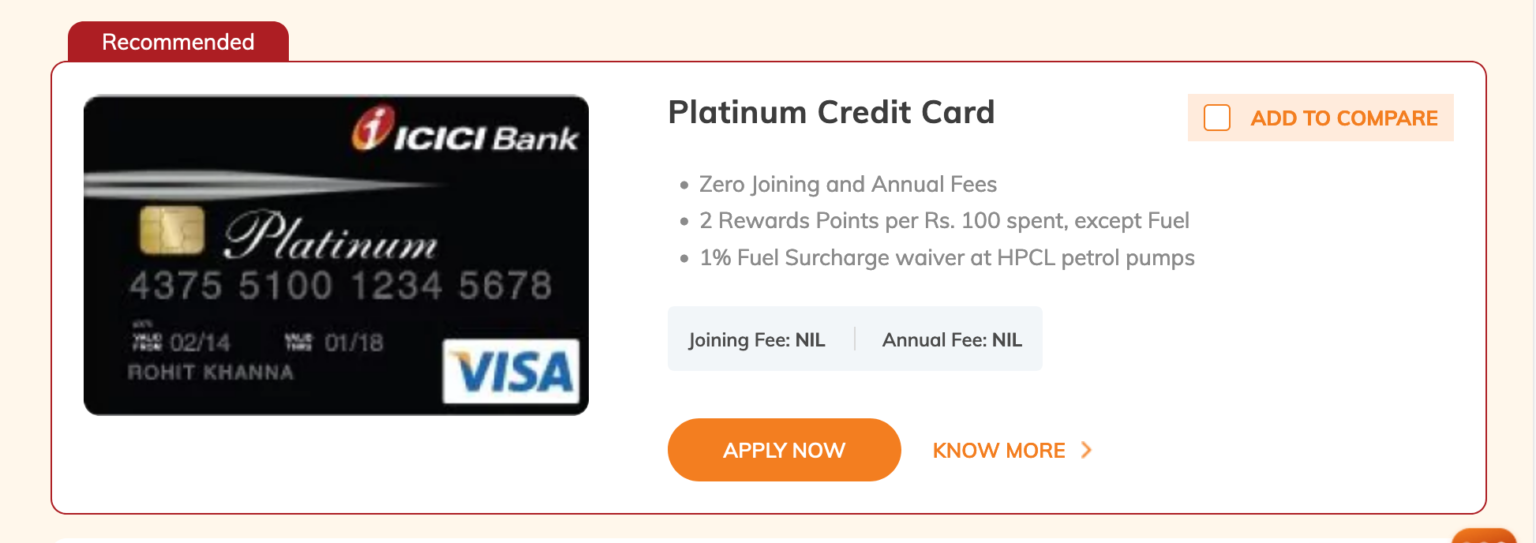 Recommended
ICICI Bank
Platinum
4375 5100 1234 5678
VALID FROM 02/14 VALID THRU 01/18
ROHIT KHANNA
VISA
Platinum Credit Card
ADD TO COMPARE
• Zero Joining and Annual Fees
• 2 Rewards Points per Rs. 100 spent, except Fuel
• 1% Fuel Surcharge waiver at HPCL petrol pumps
Joining Fee: NIL | Annual Fee: NIL
APPLY NOW
KNOW MORE >